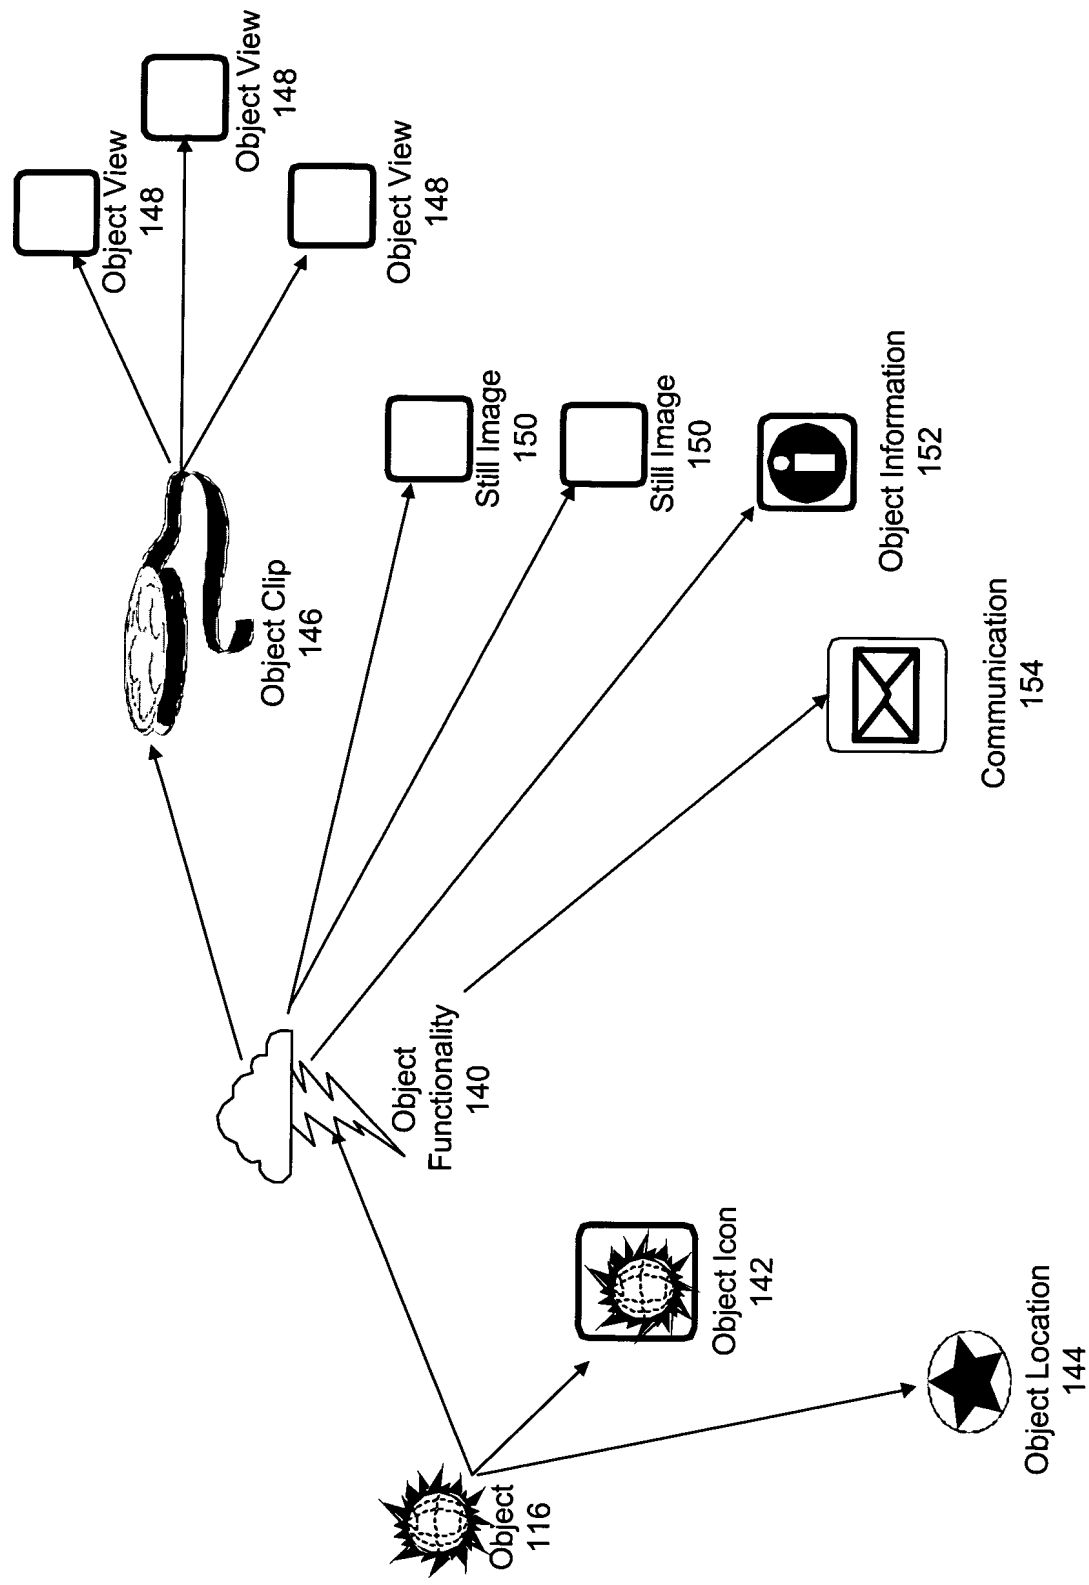 Object View
148
Object View
148
Object View
148
Object Clip
146
Still Image
150
Still Image
150
Object Information
152
Communication
154
Object
Functionality
140
Object Icon
142
Object Location
144
Object
116